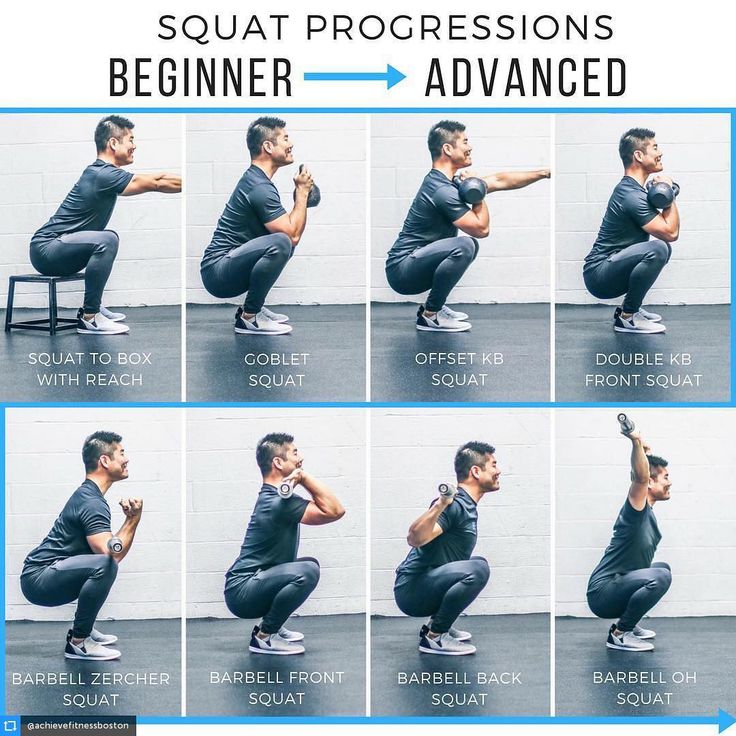 SQUAT PROGRESSIONS
BEGINNER
ADVANCED
SQUAT TO BOX
WITH REACH
GOBLET
SQUAT
OFFSET KB
SQUAT
DOUBLE KB
FRONT SQUAT
BARBELL ZERCHER
SQUAT
BARBELL FRONT
SQUAT
BARBELL BACK
SQUAT
BARBELL OH
SQUAT
@achievefitnessboston